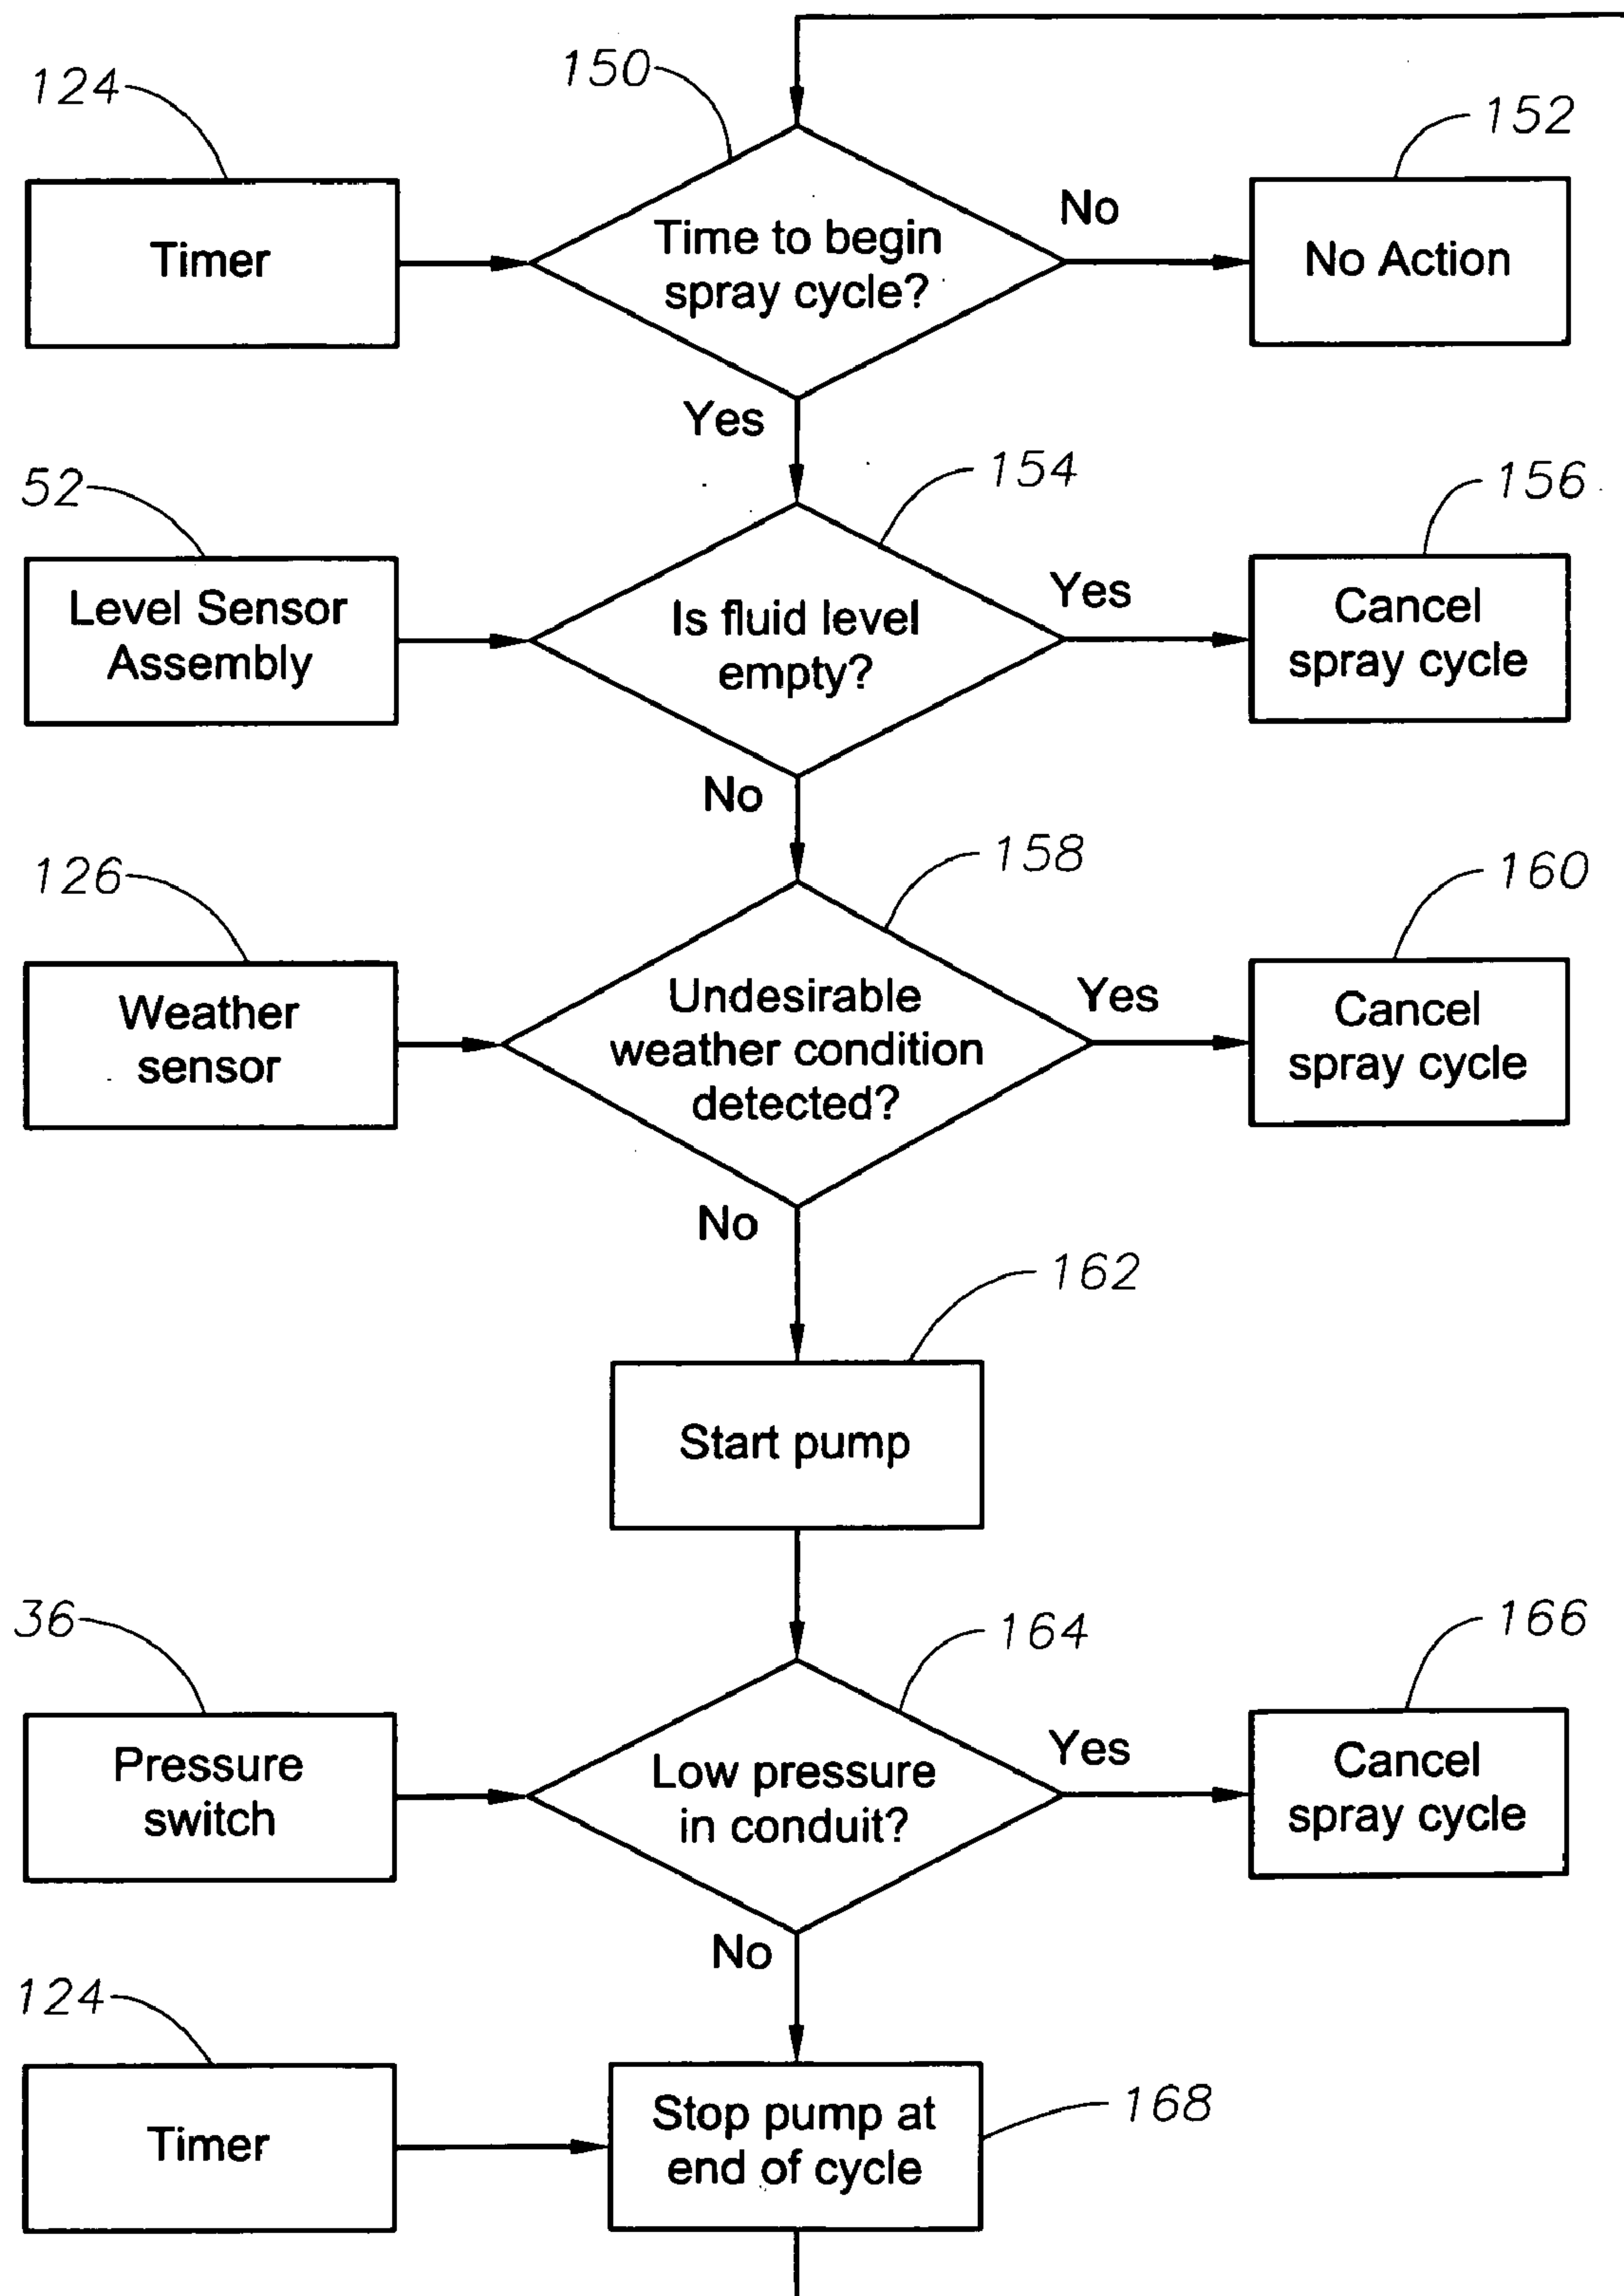 150
124
152
Timer
Time to begin
spray cycle?
No
No Action
Yes
52
154
156
Level Sensor
Assembly
Is fluid level
empty?
Yes
Cancel
spray cycle
No
126
158
160
Weather
sensor
Undesirable
weather condition
detected?
Yes
Cancel
spray cycle
No
162
Start pump
36
164
166
Pressure
switch
Low pressure
in conduit?
Yes
Cancel
spray cycle
No
124
Timer
Stop pump at
end of cycle
168